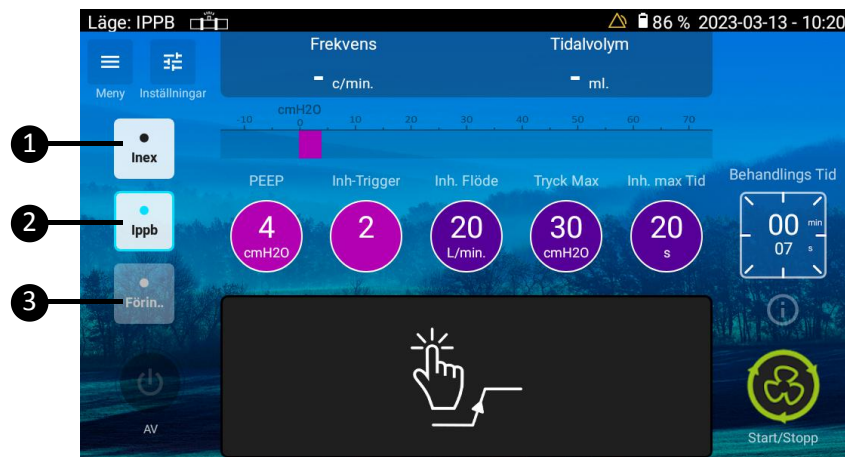 Läge: IPPB
86 % 2023-03-13 - 10:20
Meny Inställningar
Frekvens
- c/min.
Tidalvolym
- ml.
cmH2O
-10 0 10 20 30 40 50 60 70
1
Inex
2
Ippb
3
Förin..
AV
PEEP
4
cmH2O
Inh-Trigger
2
Inh. Flöde
20
L/min.
Tryck Max
30
cmH2O
Inh. max Tid
20
s
Behandlings Tid
00 min
07 s
Start/Stopp